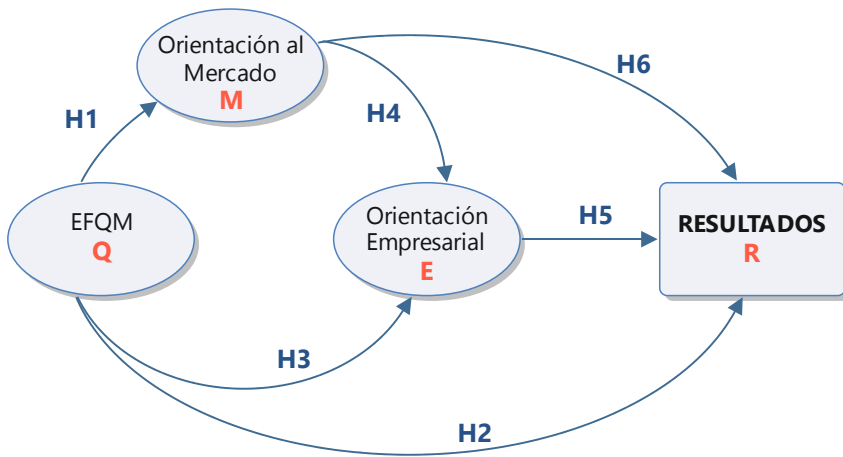 Orientación al
Mercado
M
H6
H1
H4
EFQM
Q
Orientación
Empresarial
E
H5
RESULTADOS
R
H3
H2